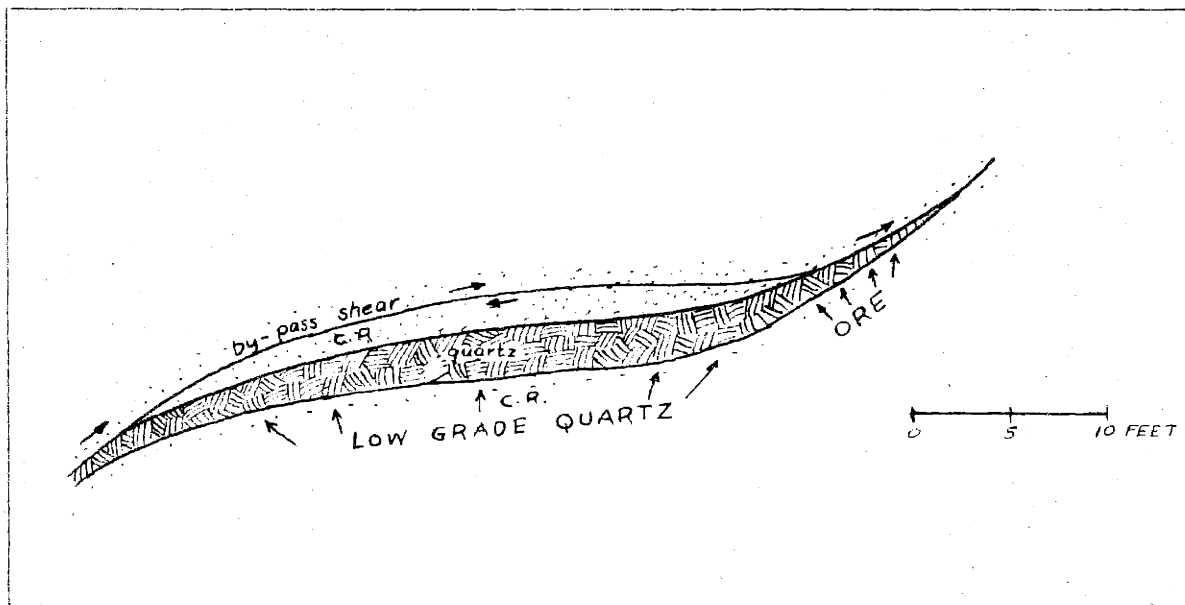 by-pass shear
C.R.
quartz
C.R.
LOW GRADE QUARTZ
ORE
0 5 10 FEET